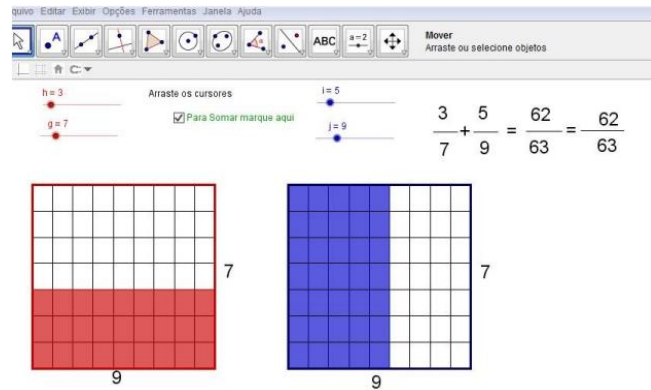 quivo Editar Exibir Opções Ferramentas Janela Ajuda
A
ABC
a=2
Mover
Arraste ou selecione objetos
h = 3
Arraste os cursores
i = 5
g = 7
Para Somar marque aqui
j = 9
3/7 + 5/9 = 62/63 = 62/63
7
9
7
9